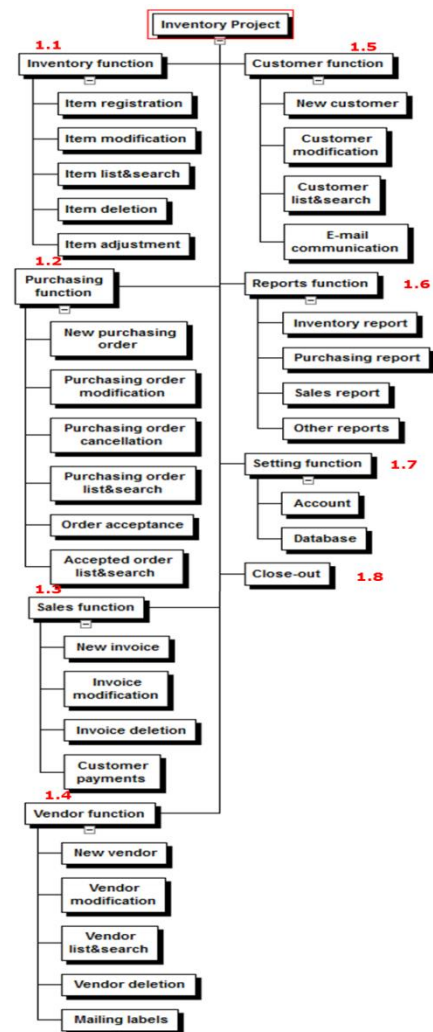 Inventory Project
1.1
Inventory function
Item registration
Item modification
Item list&search
Item deletion
Item adjustment
1.2
Purchasing
function
New purchasing
order
Purchasing order
modification
Purchasing order
cancellation
Purchasing order
list&search
Order acceptance
Accepted order
list&search
1.3
Sales function
New invoice
Invoice
modification
Invoice deletion
Customer
payments
1.4
Vendor function
New vendor
Vendor
modification
Vendor
list&search
Vendor deletion
Mailing labels
1.5
Customer function
New customer
Customer
modification
Customer
list&search
E-mail
communication
Reports function
1.6
Inventory report
Purchasing report
Sales report
Other reports
Setting function
1.7
Account
Database
Close-out
1.8